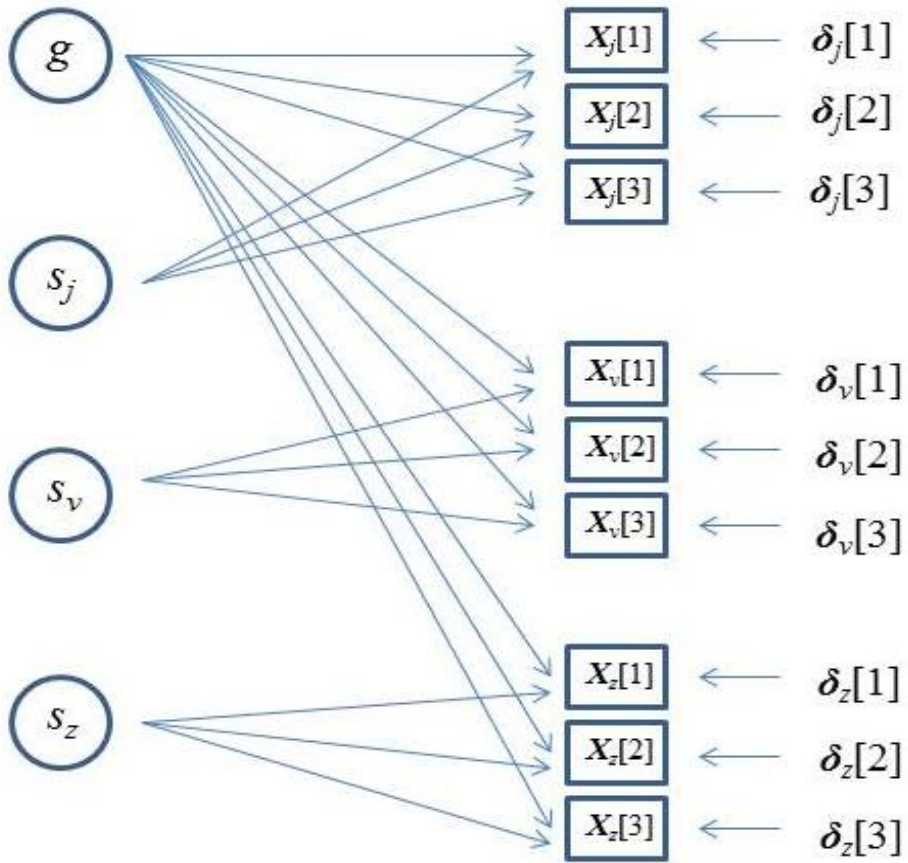 g X_j[1] δ_j[1]
X_j[2] δ_j[2]
X_j[3] δ_j[3]
s_j
X_v[1] δ_v[1]
X_v[2] δ_v[2]
s_v
X_v[3] δ_v[3]
X_z[1] δ_z[1]
s_z
X_z[2] δ_z[2]
X_z[3] δ_z[3]